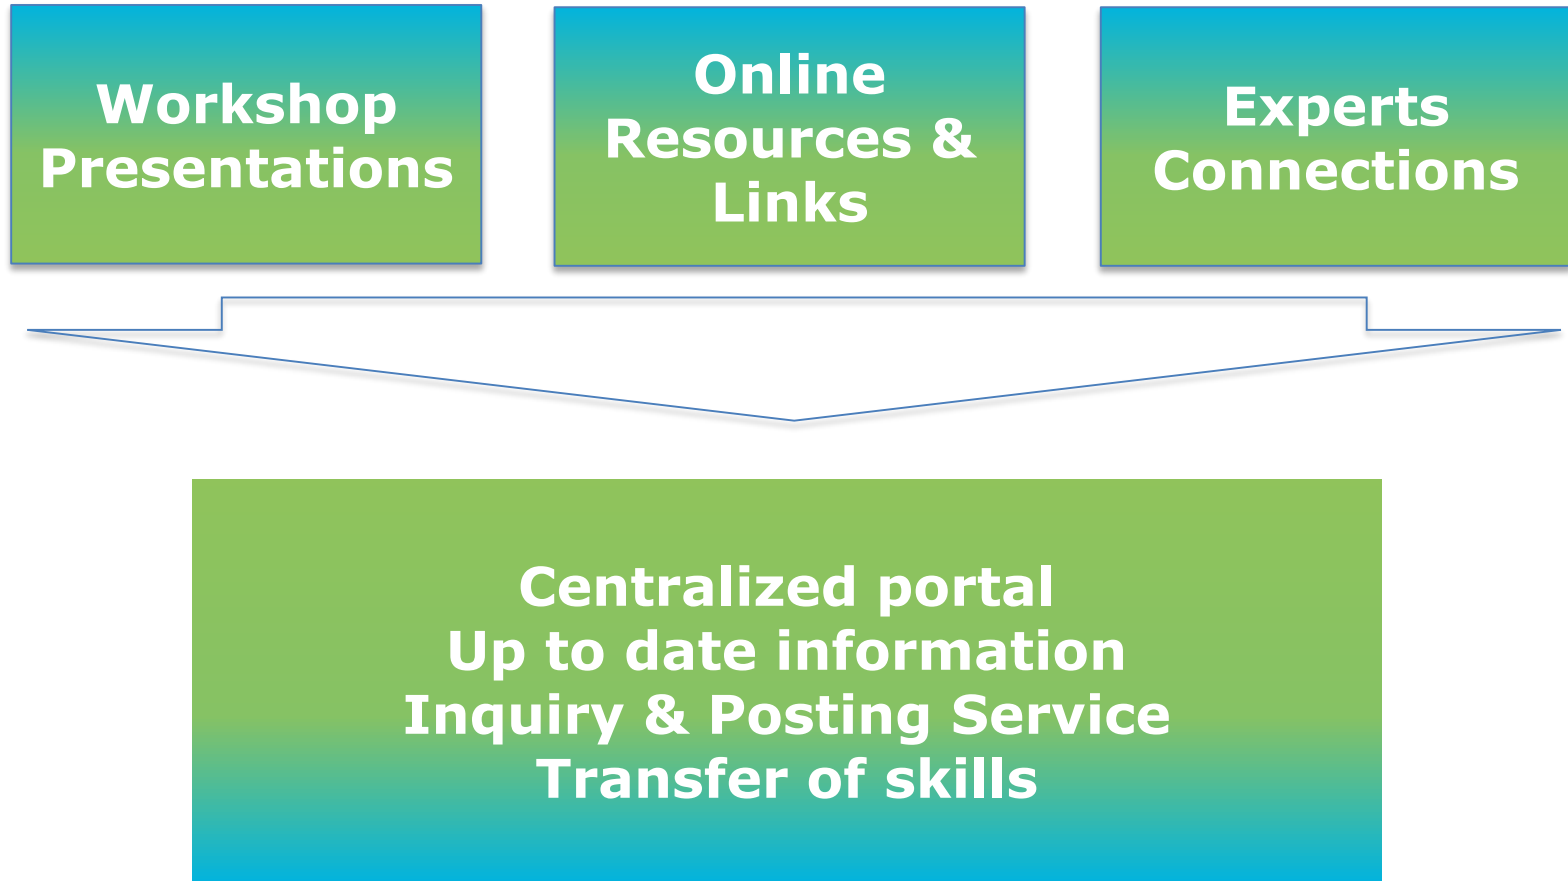 Workshop
Presentations
Online
Resources &
Links
Experts
Connections
Centralized portal
Up to date information
Inquiry & Posting Service
Transfer of skills